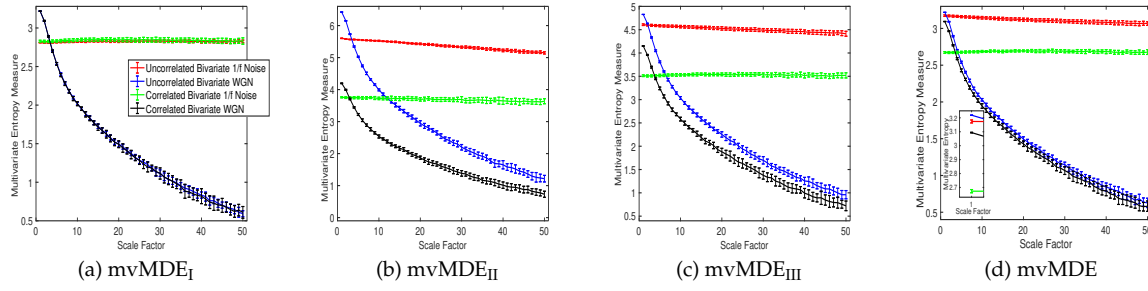 Multivariate Entropy Measure
3
2.5
2
1.5
1
0.5
0 10 20 30 40 50
Scale Factor
Uncorrelated Bivariate 1/f Noise
Uncorrelated Bivariate WGN
Correlated Bivariate 1/f Noise
Correlated Bivariate WGN
(a) mvMDE_I
Multivariate Entropy Measure
6
5
4
3
2
1
0
0 10 20 30 40 50
Scale Factor
(b) mvMDE_II
Multivariate Entropy Measure
5
4.5
4
3.5
3
2.5
2
1.5
1
0.5
0 10 20 30 40 50
Scale Factor
(c) mvMDE_III
Multivariate Entropy Measure
3
2.5
2
1.5
1
0.5
0 10 20 30 40 50
Scale Factor
Multivariate Entropy
3.2
3.1
3
2.9
2.8
2.7
1
Scale Factor
(d) mvMDE